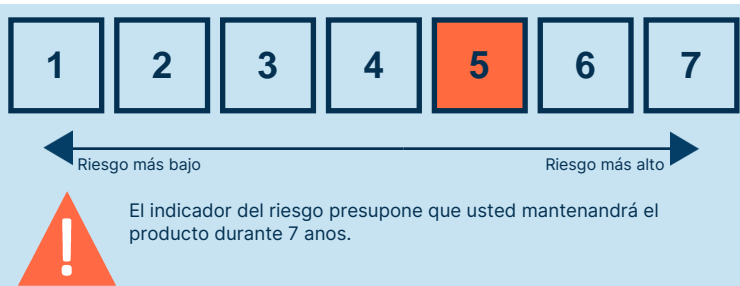 1 2 3 4 5 6 7
Riesgo más bajo Riesgo más alto
El indicador del riesgo presupone que usted mantenandrá el
producto durante 7 anos.